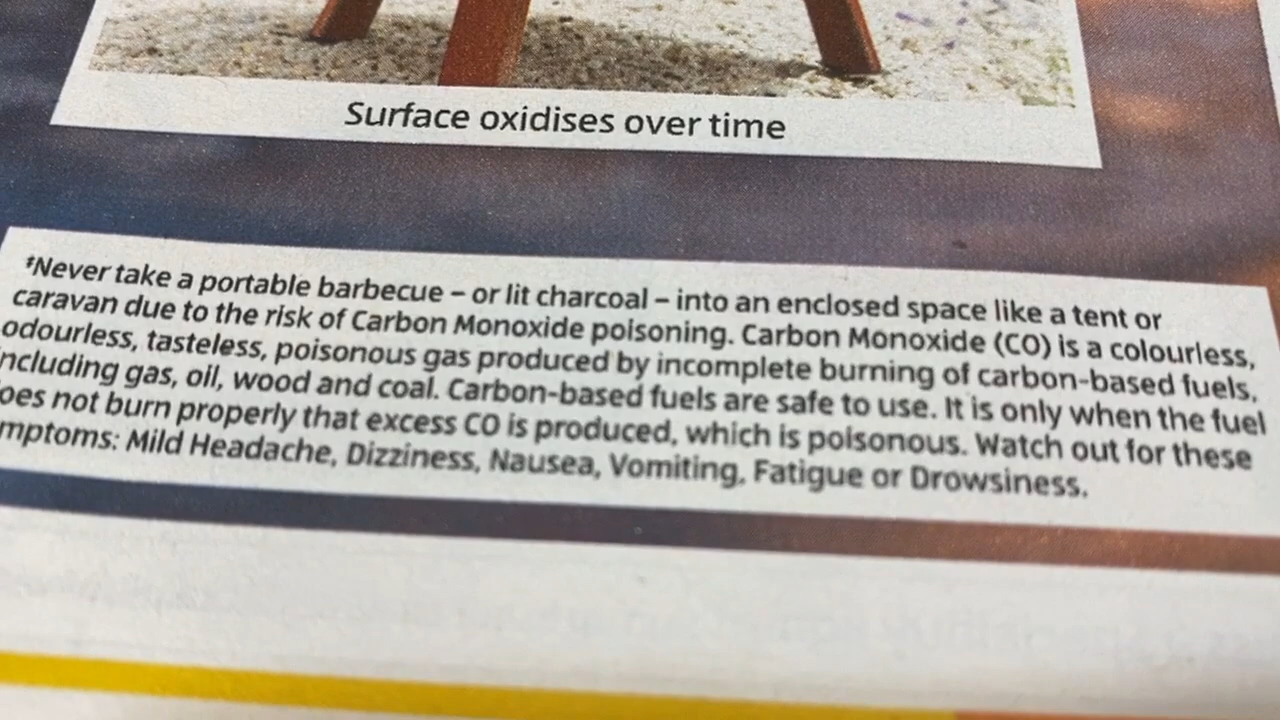 Surface oxidises over time
‡Never take a portable barbecue – or lit charcoal – into an enclosed space like a tent or
caravan due to the risk of Carbon Monoxide poisoning. Carbon Monoxide (CO) is a colourless,
odourless, tasteless, poisonous gas produced by incomplete burning of carbon-based fuels,
including gas, oil, wood and coal. Carbon-based fuels are safe to use. It is only when the fuel
oes not burn properly that excess CO is produced, which is poisonous. Watch out for these
mptoms: Mild Headache, Dizziness, Nausea, Vomiting, Fatigue or Drowsiness.